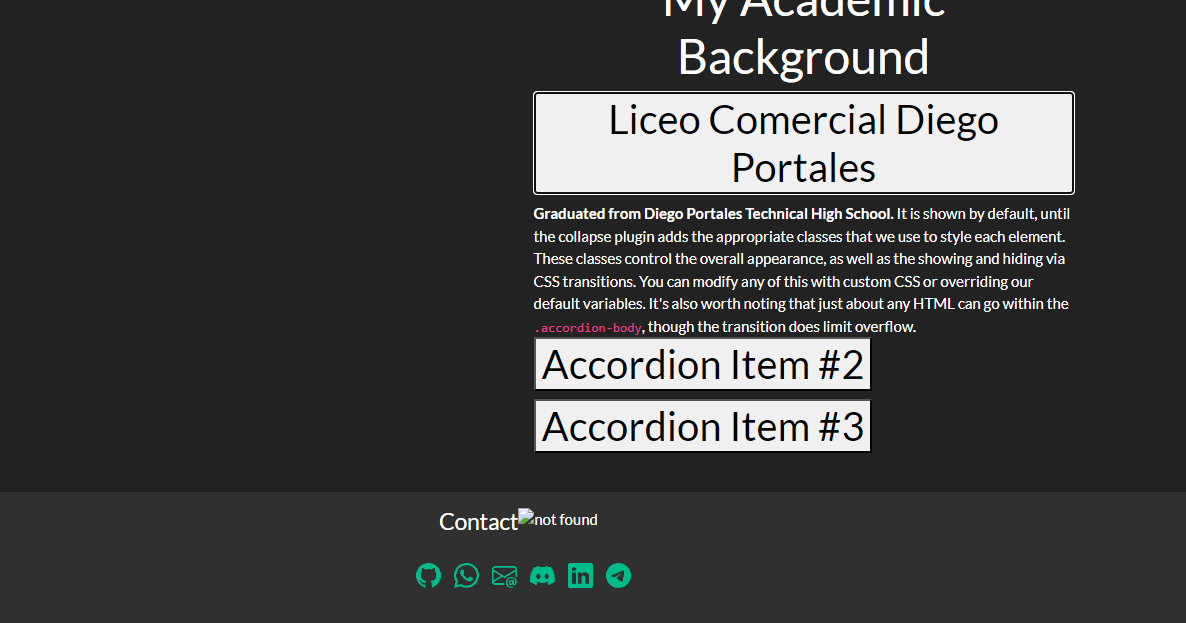 My Academic
Background
Liceo Comercial Diego
Portales
Graduated from Diego Portales Technical High School. It is shown by default, until
the collapse plugin adds the appropriate classes that we use to style each element.
These classes control the overall appearance, as well as the showing and hiding via
CSS transitions. You can modify any of this with custom CSS or overriding our
default variables. It's also worth noting that just about any HTML can go within the
.accordion-body, though the transition does limit overflow.
Accordion Item #2
Accordion Item #3
Contact not found
in